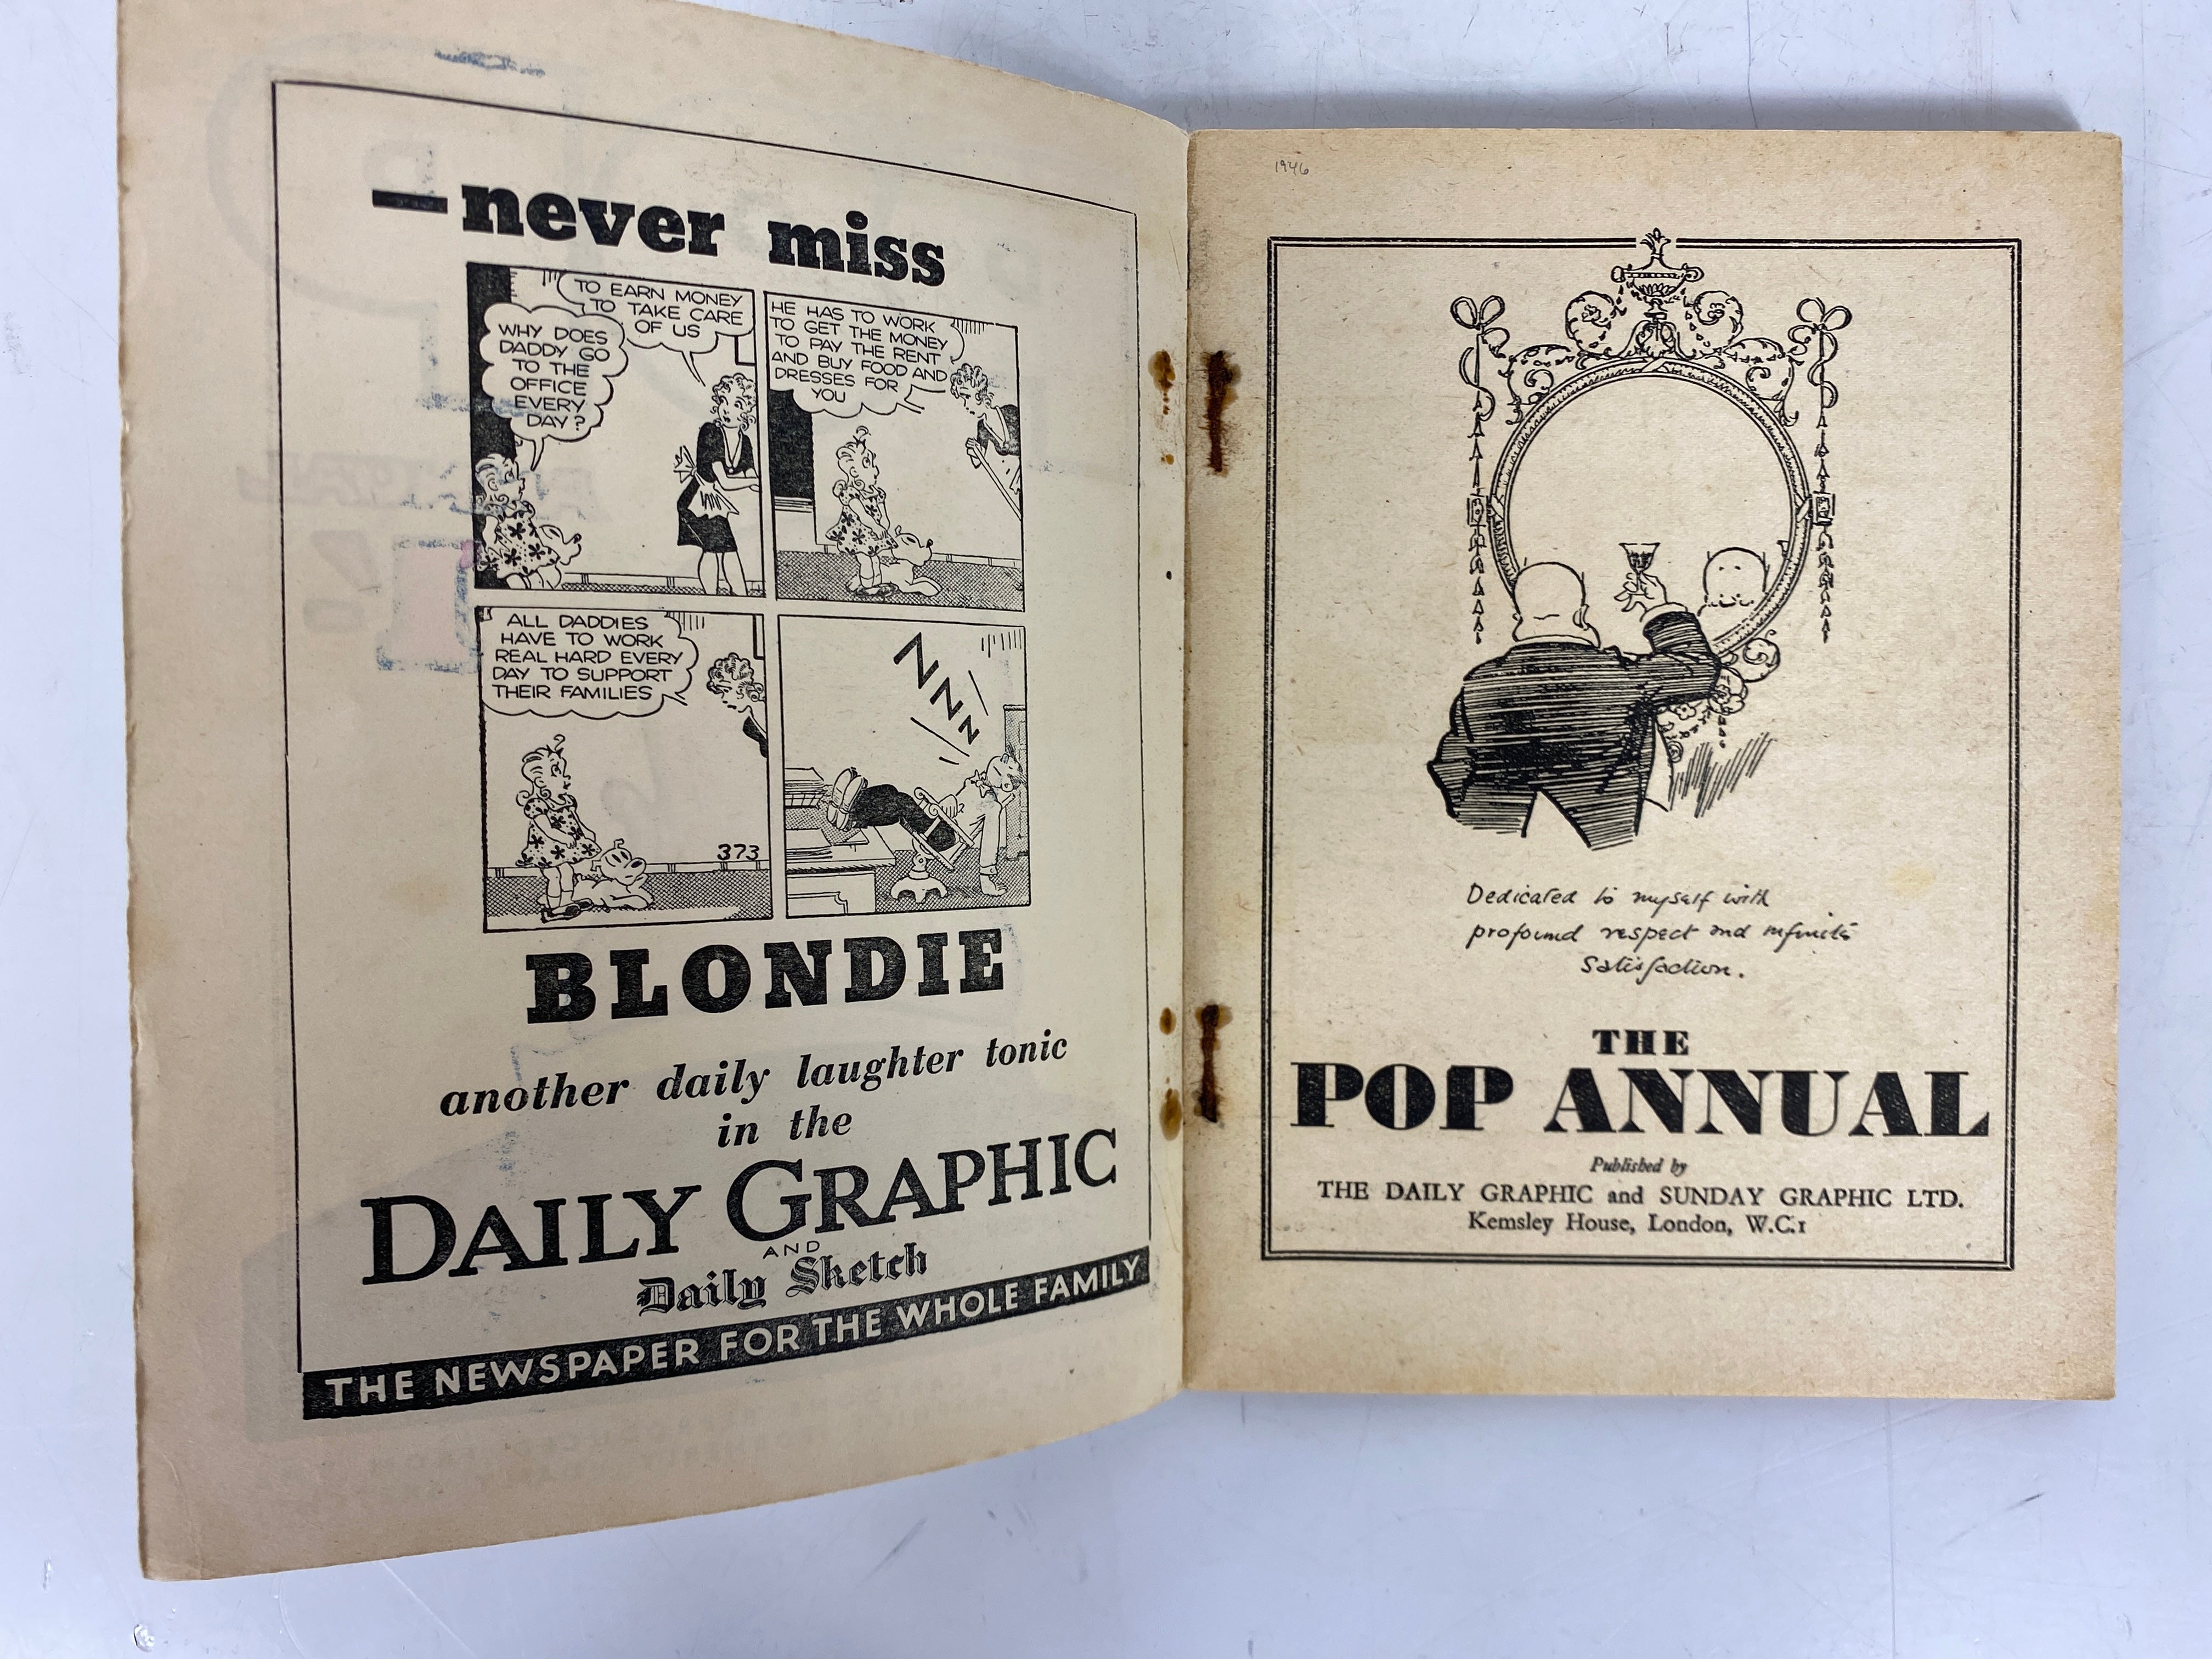 —never miss
TO EARN MONEY
TO TAKE CARE
OF US
WHY DOES
DADDY GO
TO THE
OFFICE
EVERY
DAY?
HE HAS TO WORK
TO GET THE MONEY
TO PAY THE RENT
AND BUY FOOD AND
DRESSES FOR
YOU
ALL DADDIES
HAVE TO WORK
REAL HARD EVERY
DAY TO SUPPORT
THEIR FAMILIES
373
ZZZ
BLONDIE
another daily laughter tonic
in the
DAILY GRAPHIC
AND
Daily Sketch
THE NEWSPAPER FOR THE WHOLE FAMILY
1946
Dedicated to myself with
profound respect and infinite
satisfaction.
THE
POP ANNUAL
Published by
THE DAILY GRAPHIC and SUNDAY GRAPHIC LTD.
Kemsley House, London, W.C.1